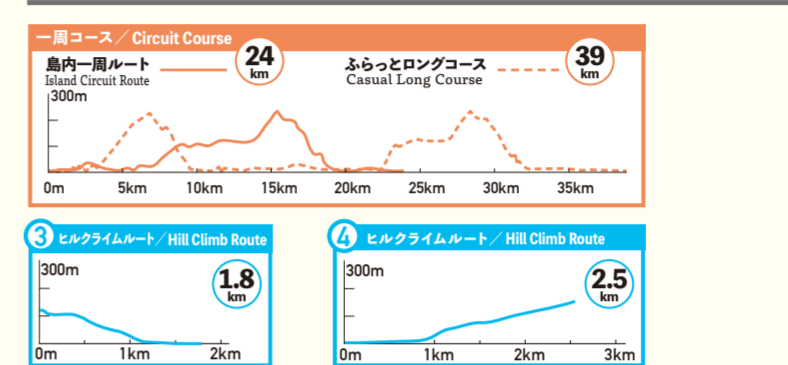 一周コース／Circuit Course
島内一周ルート
Island Circuit Route
24
km
ふらっとロングコース
Casual Long Course
39
km
300m
0m 5km 10km 15km 20km 25km 30km 35km
3 ヒルクライムルート／Hill Climb Route
300m
1.8
km
0m 1km 2km
4 ヒルクライムルート／Hill Climb Route
300m
2.5
km
0m 1km 2km 3km